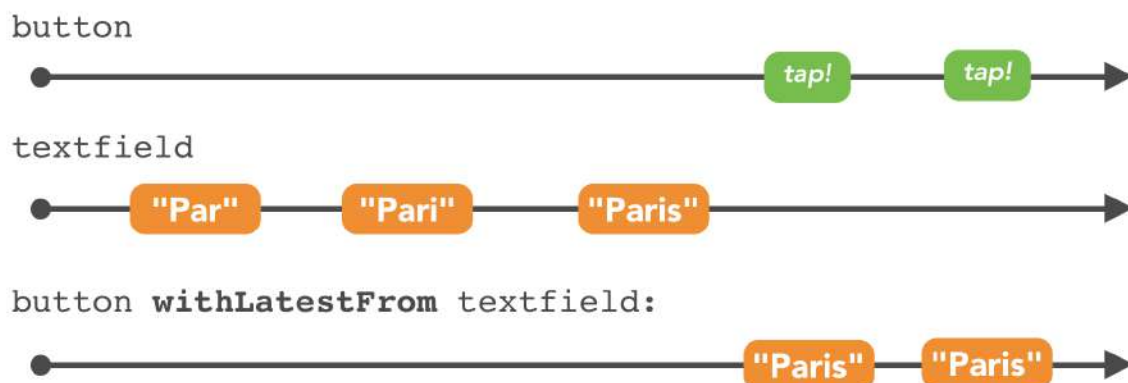 button
tap! tap!
textfield
"Par" "Pari" "Paris"
button withLatestFrom textfield:
"Paris" "Paris"